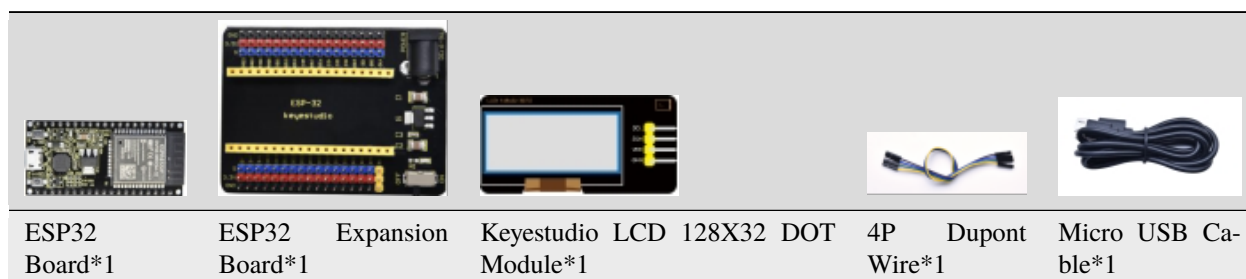 ESP-32
keyestudio
ESP32 Board*1
ESP32 Expansion Board*1
Keyestudio LCD 128X32 DOT Module*1
4P Dupont Wire*1
Micro USB Ca-
ble*1